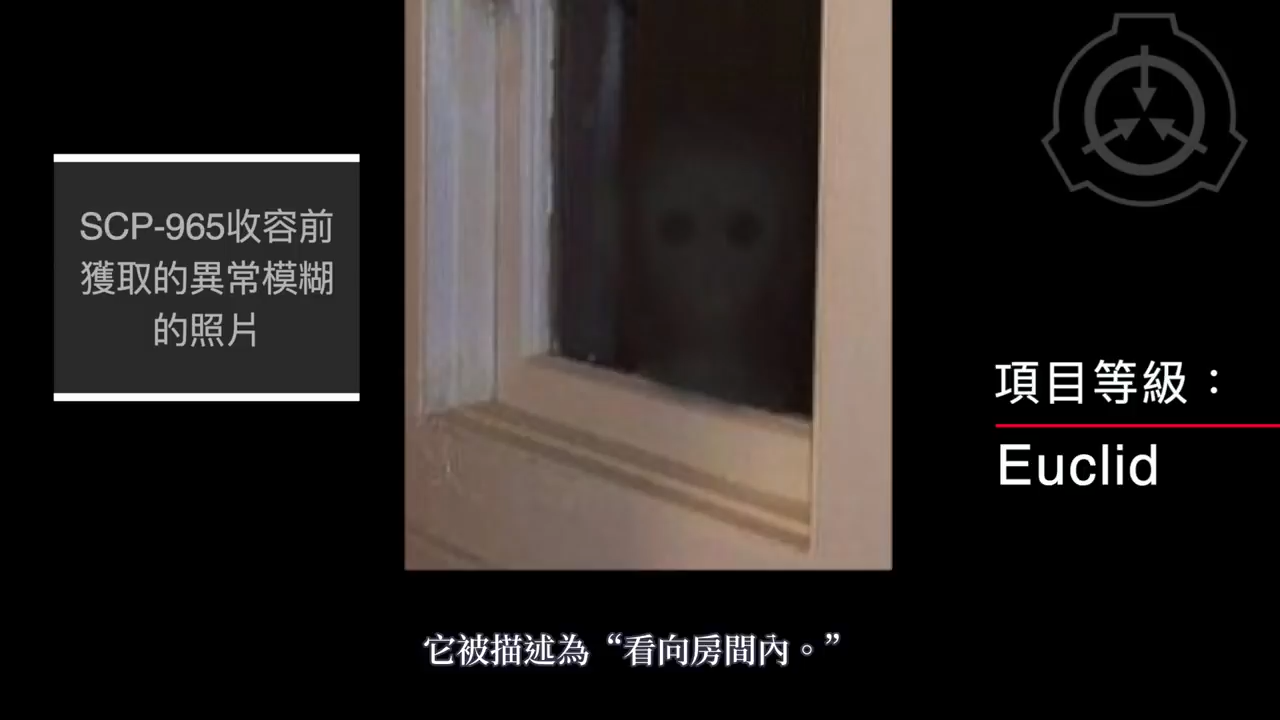 SCP-965收容前
獲取的異常模糊
的照片
項目等級：
Euclid
它被描述為“看向房間內。”